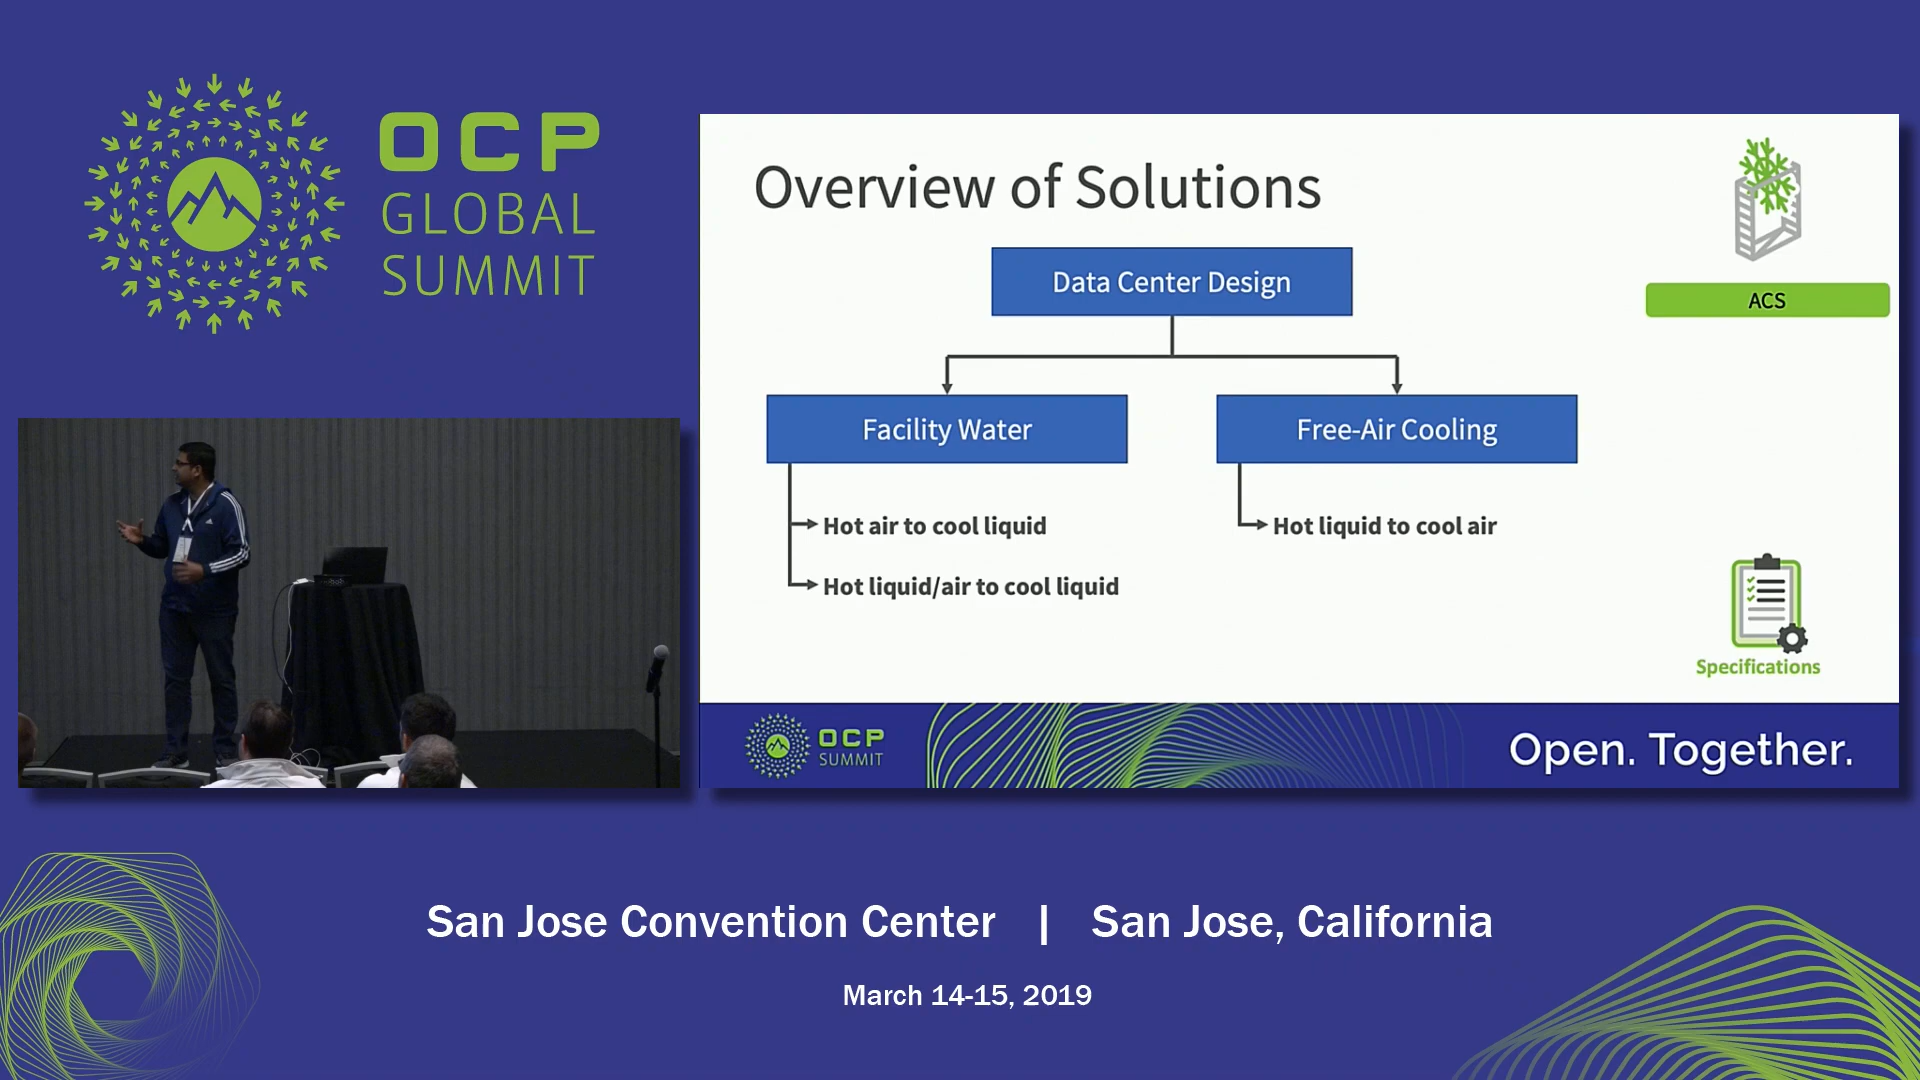 OCP
GLOBAL
SUMMIT
Overview of Solutions
Data Center Design
ACS
Facility Water
Free-Air Cooling
Hot air to cool liquid
Hot liquid to cool air
Hot liquid/air to cool liquid
Specifications
OCP
SUMMIT
Open. Together.
San Jose Convention Center | San Jose, California
March 14-15, 2019